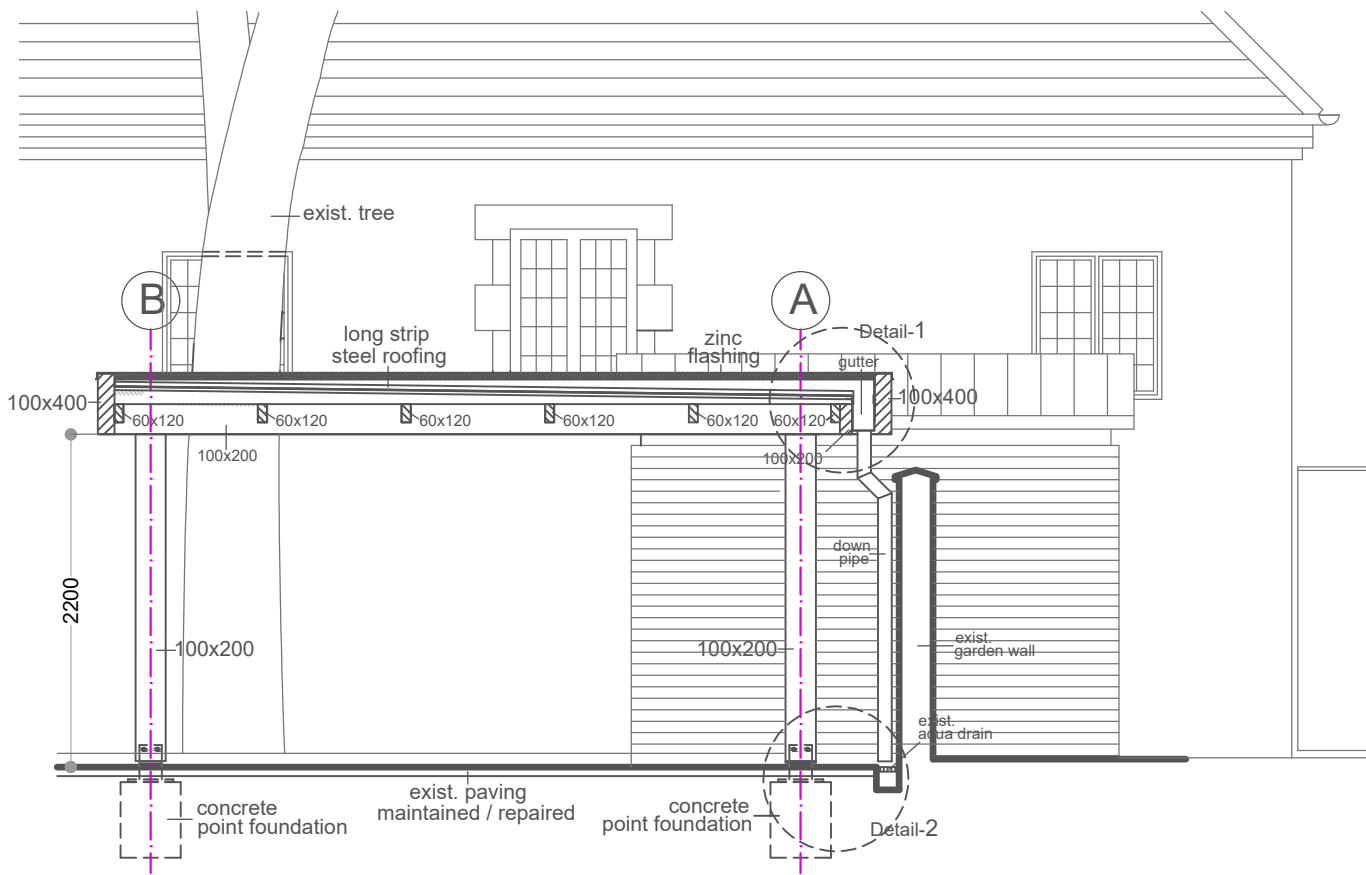 exist. tree
B
A
long strip
steel roofing
zinc
flashing
Detail-1
gutter
100x400
100x400
60x120
60x120
60x120
60x120
60x120
60x120
100x200
100x200
down
pipe
2200
100x200
100x200
exist.
garden wall
exist.
aqua drain
exist. paving
maintained / repaired
concrete
point foundation
concrete
point foundation
Detail-2